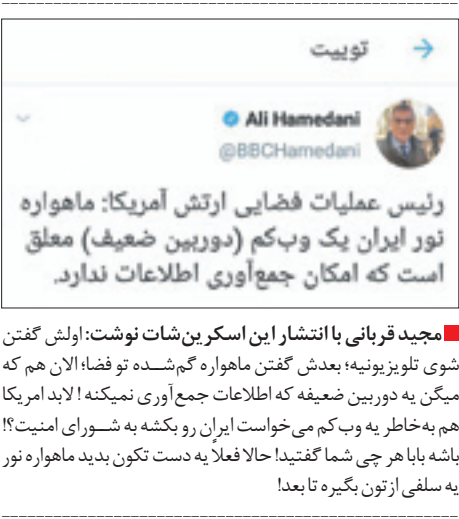 توییت
Ali Hamedani
@BBCHamedani
رئیس عملیات فضایی ارتش آمریکا: ماهواره
نور ایران یک وب‌کم (دوربین ضعیف) معلق
است که امکان جمع‌آوری اطلاعات ندارد.
مجید قربانی با انتشار این اسکرین‌شات نوشت: اولش گفتن
شوی تلویزیونیه؛ بعدش گفتن ماهواره گم‌شده تو فضا؛ الان هم که
میگن یه دوربین ضعیفه که اطلاعات جمع‌آوری نمیکنه! لابد امریکا
هم به‌خاطر یه وب‌کم می‌خواست ایران رو بکشه به شورای امنیت؟!
باشه بابا هر چی شما گفتید! حالا فعلاً یه دست تکون بدید ماهواره نور
یه سلفی ازتون بگیره تا بعد!